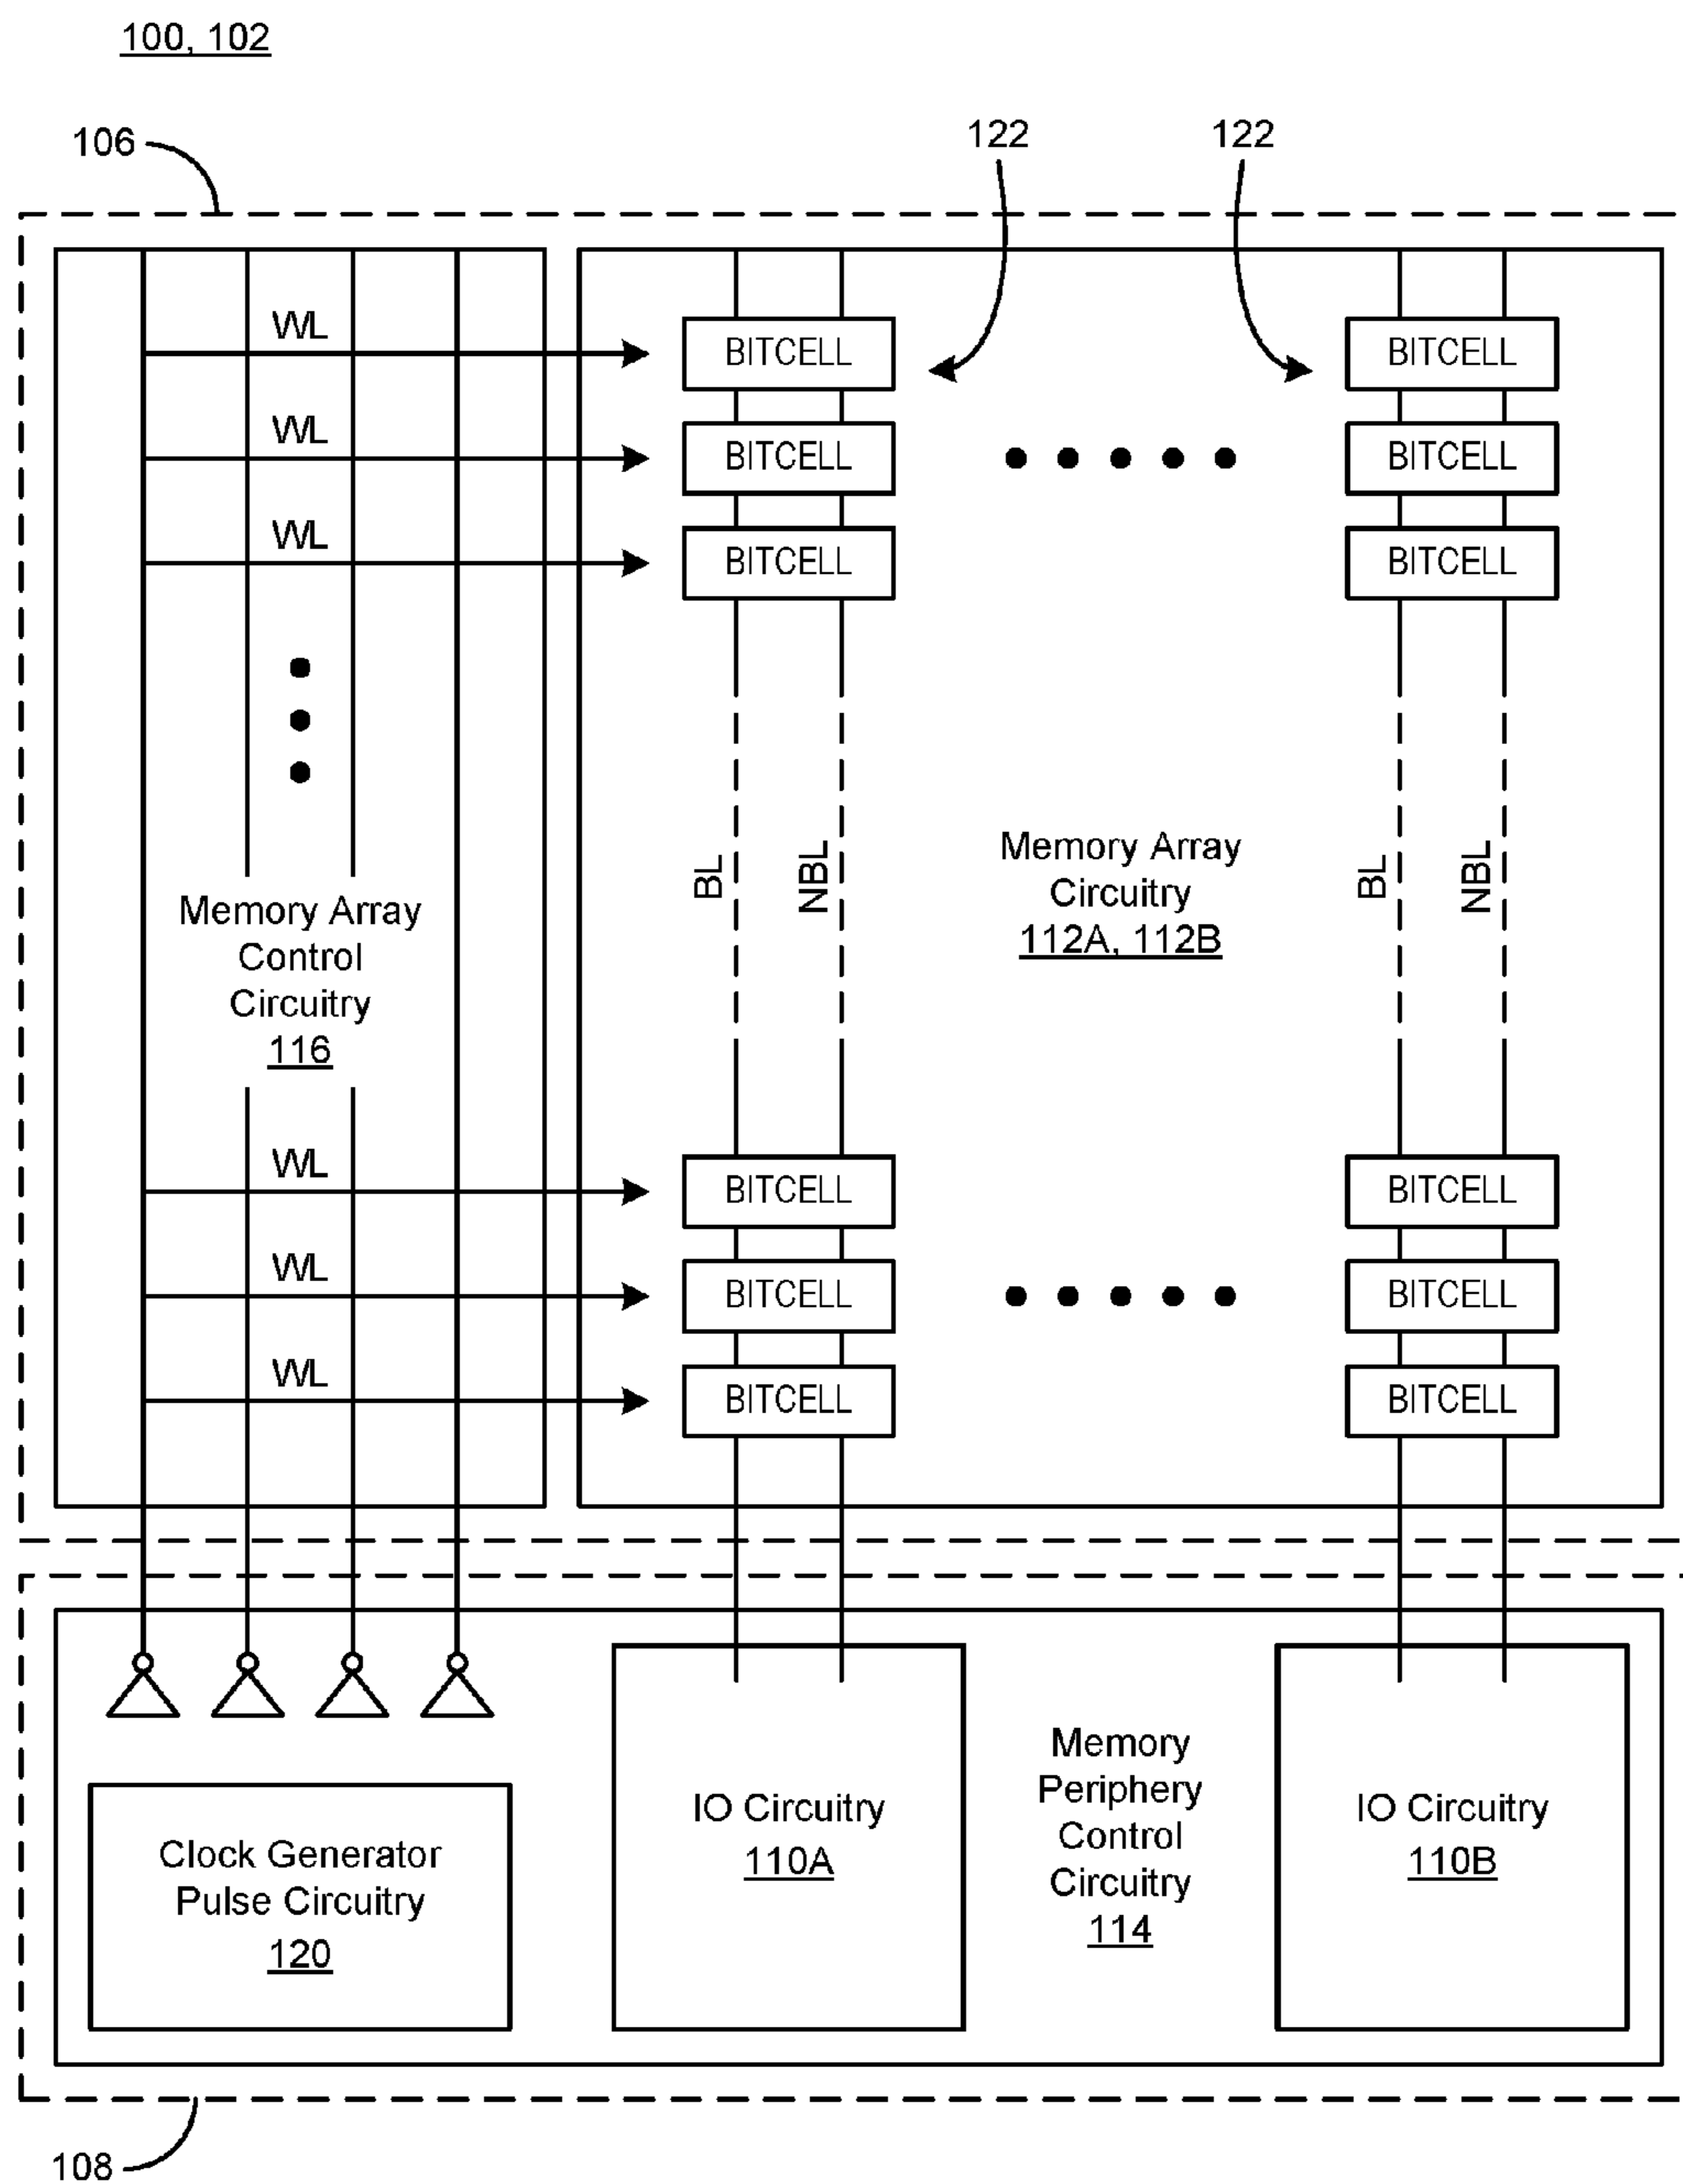 100, 102
106
122
122
WL
BITCELL
BITCELL
WL
BITCELL
BITCELL
WL
BITCELL
BITCELL
Memory Array
Control
Circuitry
116
BL
NBL
Memory Array
Circuitry
112A, 112B
BL
NBL
WL
BITCELL
BITCELL
WL
BITCELL
BITCELL
WL
BITCELL
BITCELL
Clock Generator
Pulse Circuitry
120
IO Circuitry
110A
Memory
Periphery
Control
Circuitry
114
IO Circuitry
110B
108